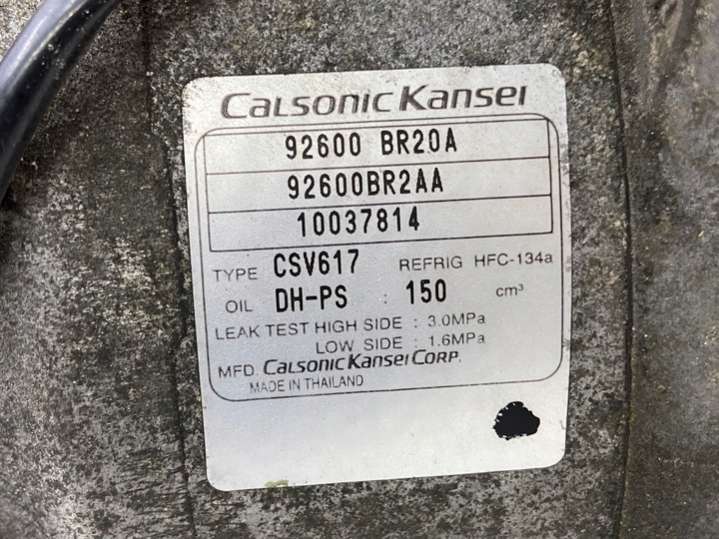 CALSONIC KANSEI
92600 BR20A
92600BR2AA
10037814
TYPE CSV617 REFRIG HFC-134a
OIL DH-PS : 150 cm³
LEAK TEST HIGH SIDE : 3.0MPa
LOW SIDE : 1.6MPa
MFD. CALSONIC KANSEI CORP.
MADE IN THAILAND